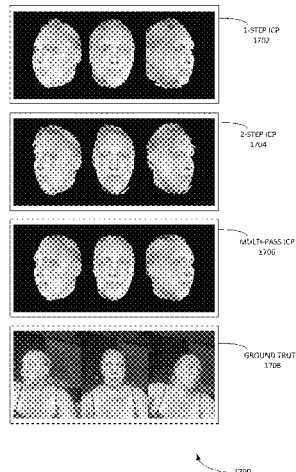 1-STEP ICP
1702
2-STEP ICP
1704
MULTI-PASS ICP
1706
GROUND TRUT
1708
1700